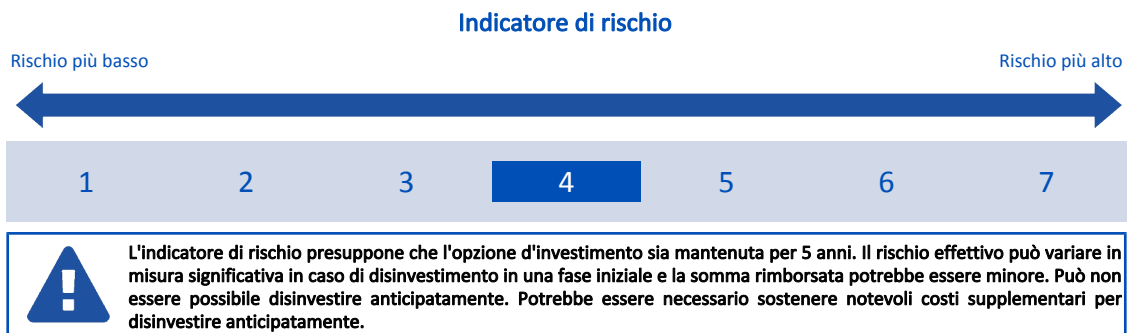 Indicatore di rischio
Rischio più basso
Rischio più alto
1 2 3 4 5 6 7
L'indicatore di rischio presuppone che l'opzione d'investimento sia mantenuta per 5 anni. Il rischio effettivo può variare in
misura significativa in caso di disinvestimento in una fase iniziale e la somma rimborsata potrebbe essere minore. Può non
essere possibile disinvestire anticipatamente. Potrebbe essere necessario sostenere notevoli costi supplementari per
disinvestire anticipatamente.